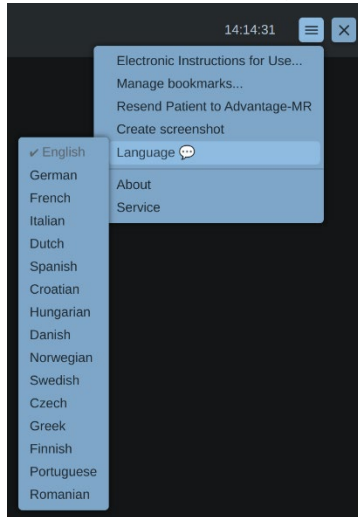 14:14:31
Electronic Instructions for Use...
Manage bookmarks...
Resend Patient to Advantage-MR
Create screenshot
Language 💬
About
Service
✔ English
German
French
Italian
Dutch
Spanish
Croatian
Hungarian
Danish
Norwegian
Swedish
Czech
Greek
Finnish
Portuguese
Romanian